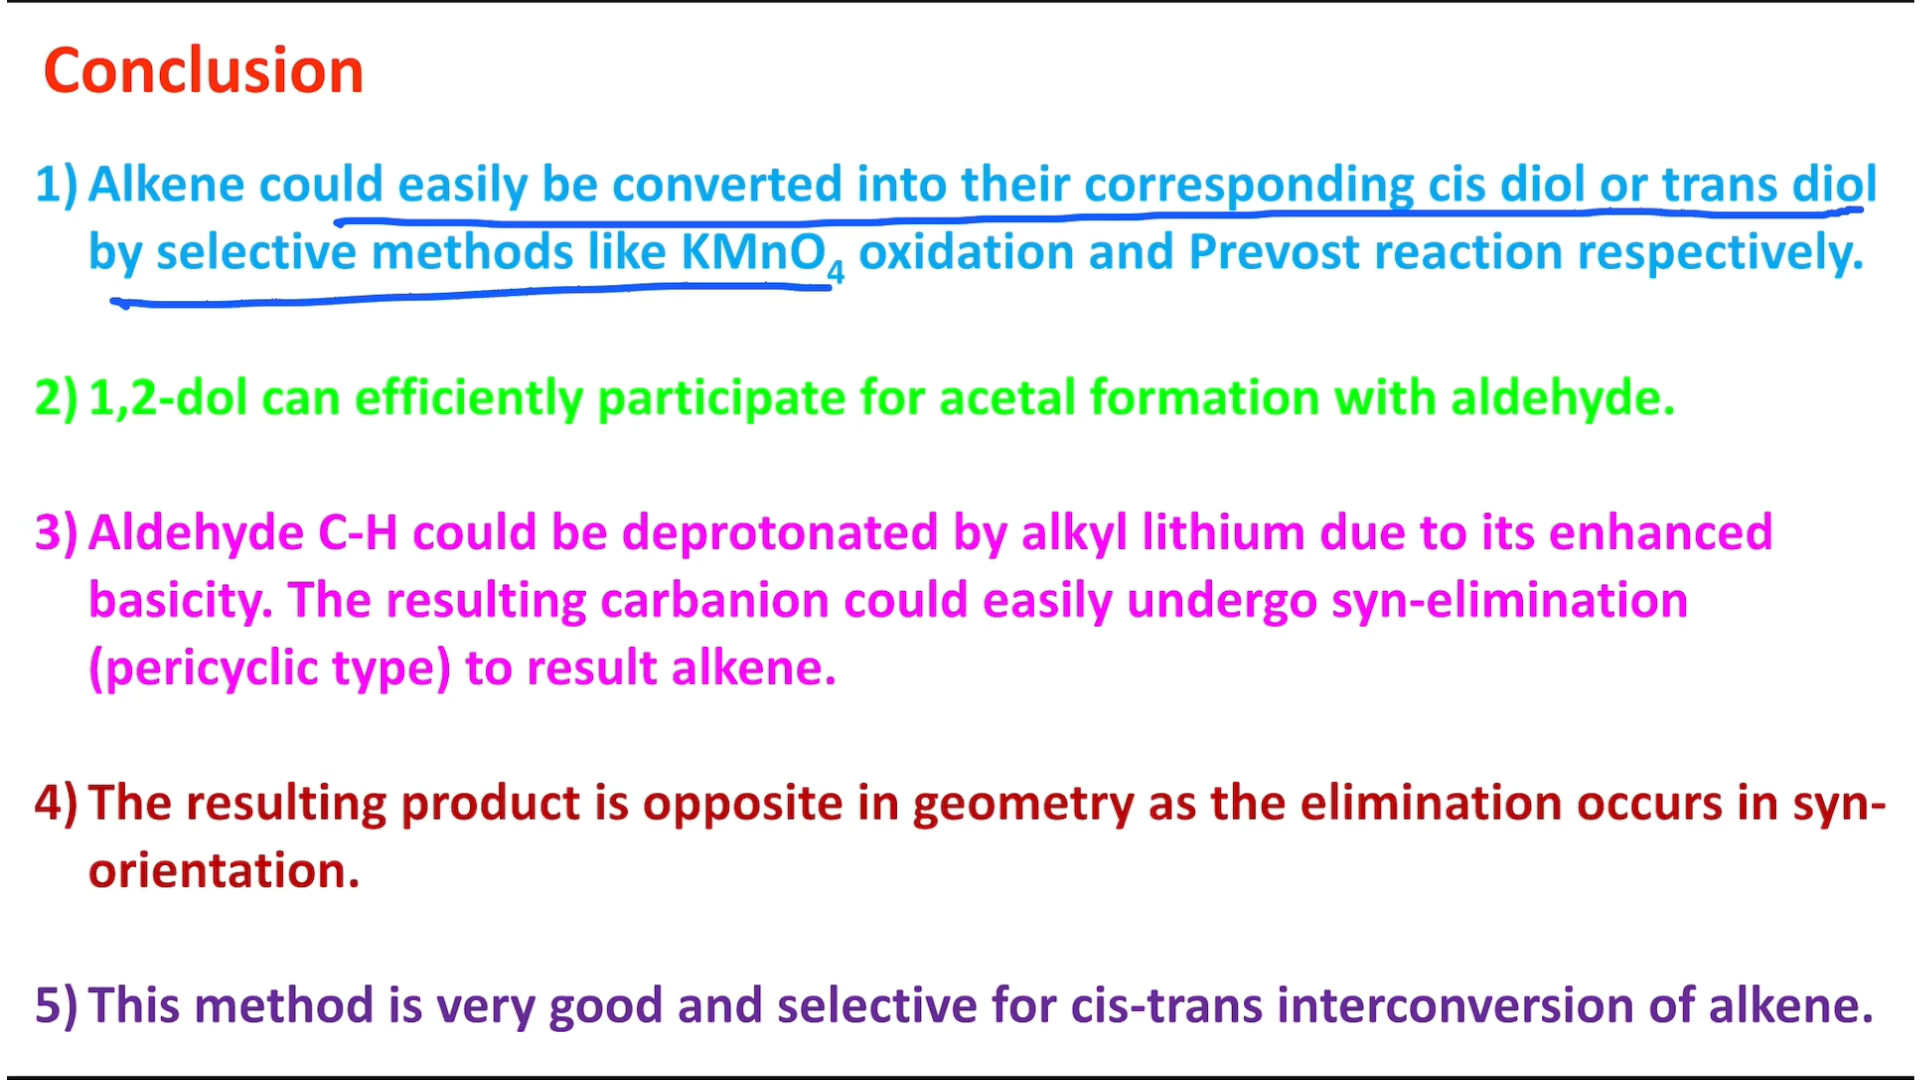 Conclusion
1) Alkene could easily be converted into their corresponding cis diol or trans diol
by selective methods like KMnO₄ oxidation and Prevost reaction respectively.
2) 1,2-dol can efficiently participate for acetal formation with aldehyde.
3) Aldehyde C-H could be deprotonated by alkyl lithium due to its enhanced
basicity. The resulting carbanion could easily undergo syn-elimination
(pericyclic type) to result alkene.
4) The resulting product is opposite in geometry as the elimination occurs in syn-
orientation.
5) This method is very good and selective for cis-trans interconversion of alkene.